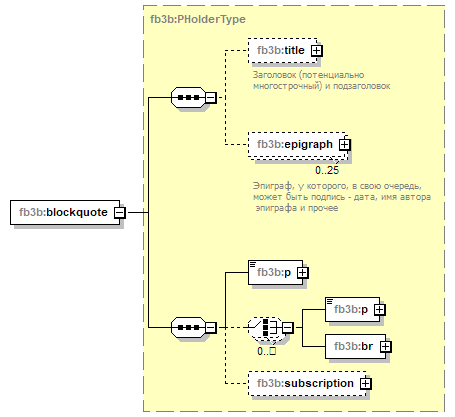 fb3b:PHolderType
fb3b:title
Заголовок (потенциально
многострочный) и подзаголовок
fb3b:epigraph
0..25
Эпиграф, у которого, в свою очередь,
может быть подпись - дата, имя автора
эпиграфа и прочее
fb3b:blockquote
fb3b:p
fb3b:p
0..□
fb3b:br
fb3b:subscription